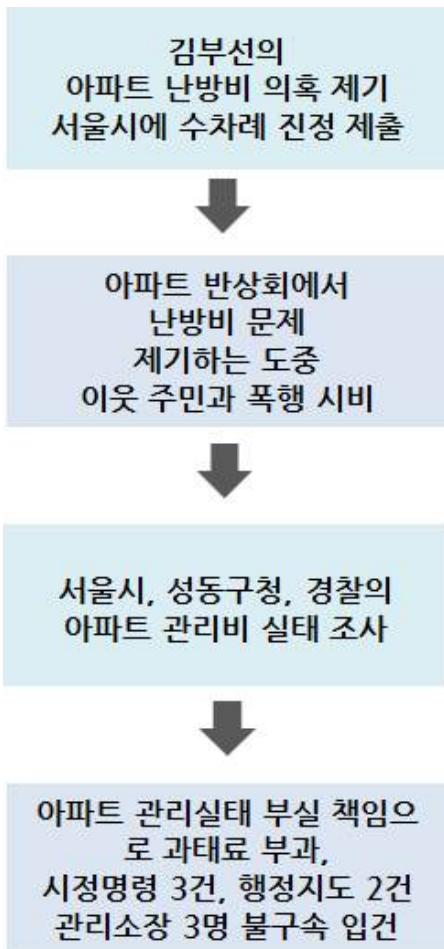 김부선의
아파트 난방비 의혹 제기
서울시에 수차례 진정 제출
아파트 반상회에서
난방비 문제
제기하는 도중
이웃 주민과 폭행 시비
서울시, 성동구청, 경찰의
아파트 관리비 실태 조사
아파트 관리실태 부실 책임으
로 과태료 부과,
시정명령 3건, 행정지도 2건
관리소장 3명 불구속 입건